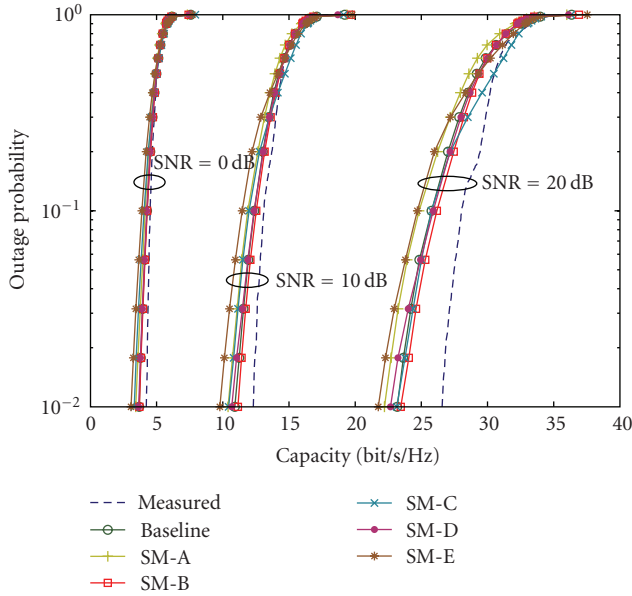 10^0
10^{-1}
10^{-2}
Outage probability
SNR = 0 dB
SNR = 10 dB
SNR = 20 dB
0 5 10 15 20 25 30 35 40
Capacity (bit/s/Hz)
Measured
Baseline
SM-A
SM-B
SM-C
SM-D
SM-E